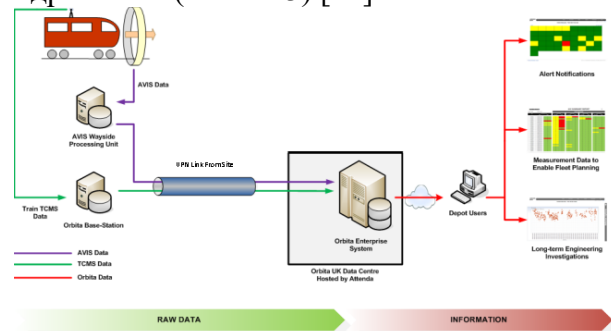 AVIS Data
AVIS Wayside
Processing Unit
VPN Link From Site
Train TCMS
Data
Orbita Base-Station
Orbita Enterprise
System
Depot Users
Orbita UK Data Centre
Hosted by Attenda
Alert Notifications
Measurement Data to
Enable Fleet Planning
Long-term Engineering
Investigations
AVIS Data
TCMS Data
Orbita Data
RAW DATA
INFORMATION